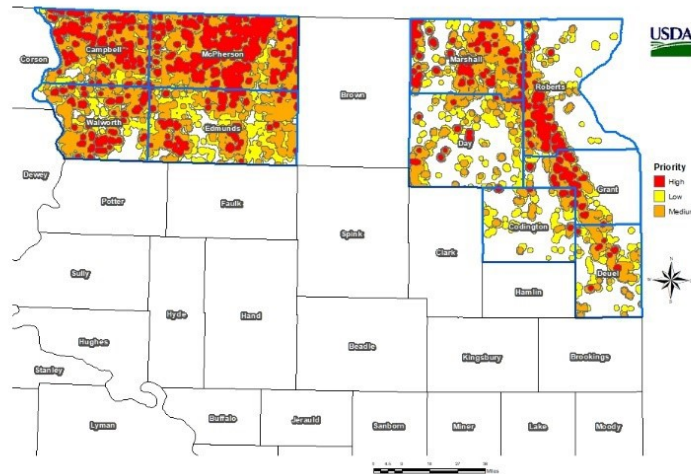 USDA
Campbell
McPherson
Corson
Marshall
Roberts
Brown
Walworth
Edmunds
Day
Priority
High
Low
Medium
Dewey
Potter
Faulk
Grant
Codington
Spink
Clark
Deuel
Sully
Hamlin
Hyde
Hand
Hughes
Beadle
Kingsbury
Brookings
Stanley
Lyman
Buffalo
Jerauld
Sanborn
Miner
Lake
Moody